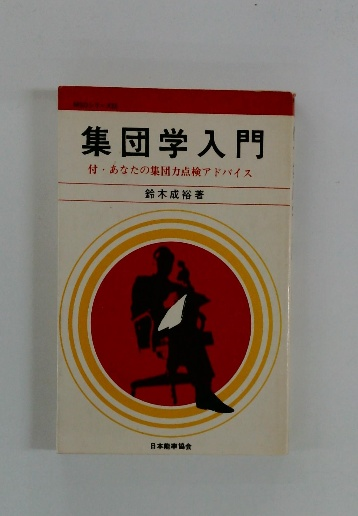 集団学入門
付・あなたの集団力点検アドバイス
鈴木成裕著
日本能率協会